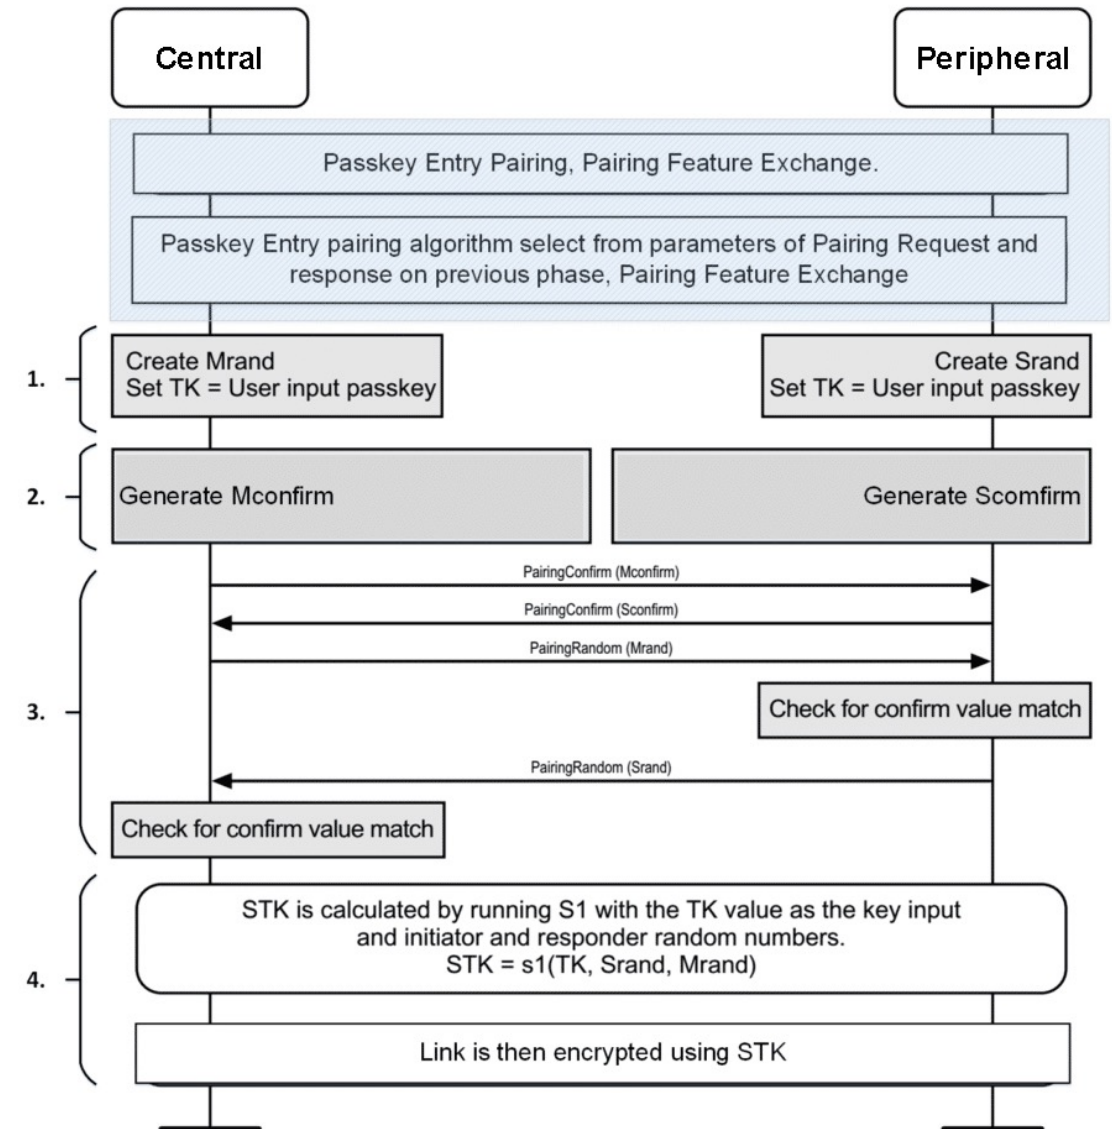 Central
Peripheral
Passkey Entry Pairing, Pairing Feature Exchange.
Passkey Entry pairing algorithm select from parameters of Pairing Request and
response on previous phase, Pairing Feature Exchange
1.
Create Mrand
Set TK = User input passkey
Create Srand
Set TK = User input passkey
2.
Generate Mconfirm
Generate Scomfirm
3.
PairingConfirm (Mconfirm)
PairingConfirm (Sconfirm)
PairingRandom (Mrand)
Check for confirm value match
PairingRandom (Srand)
Check for confirm value match
4.
STK is calculated by running S1 with the TK value as the key input
and initiator and responder random numbers.
STK = s1(TK, Srand, Mrand)
Link is then encrypted using STK